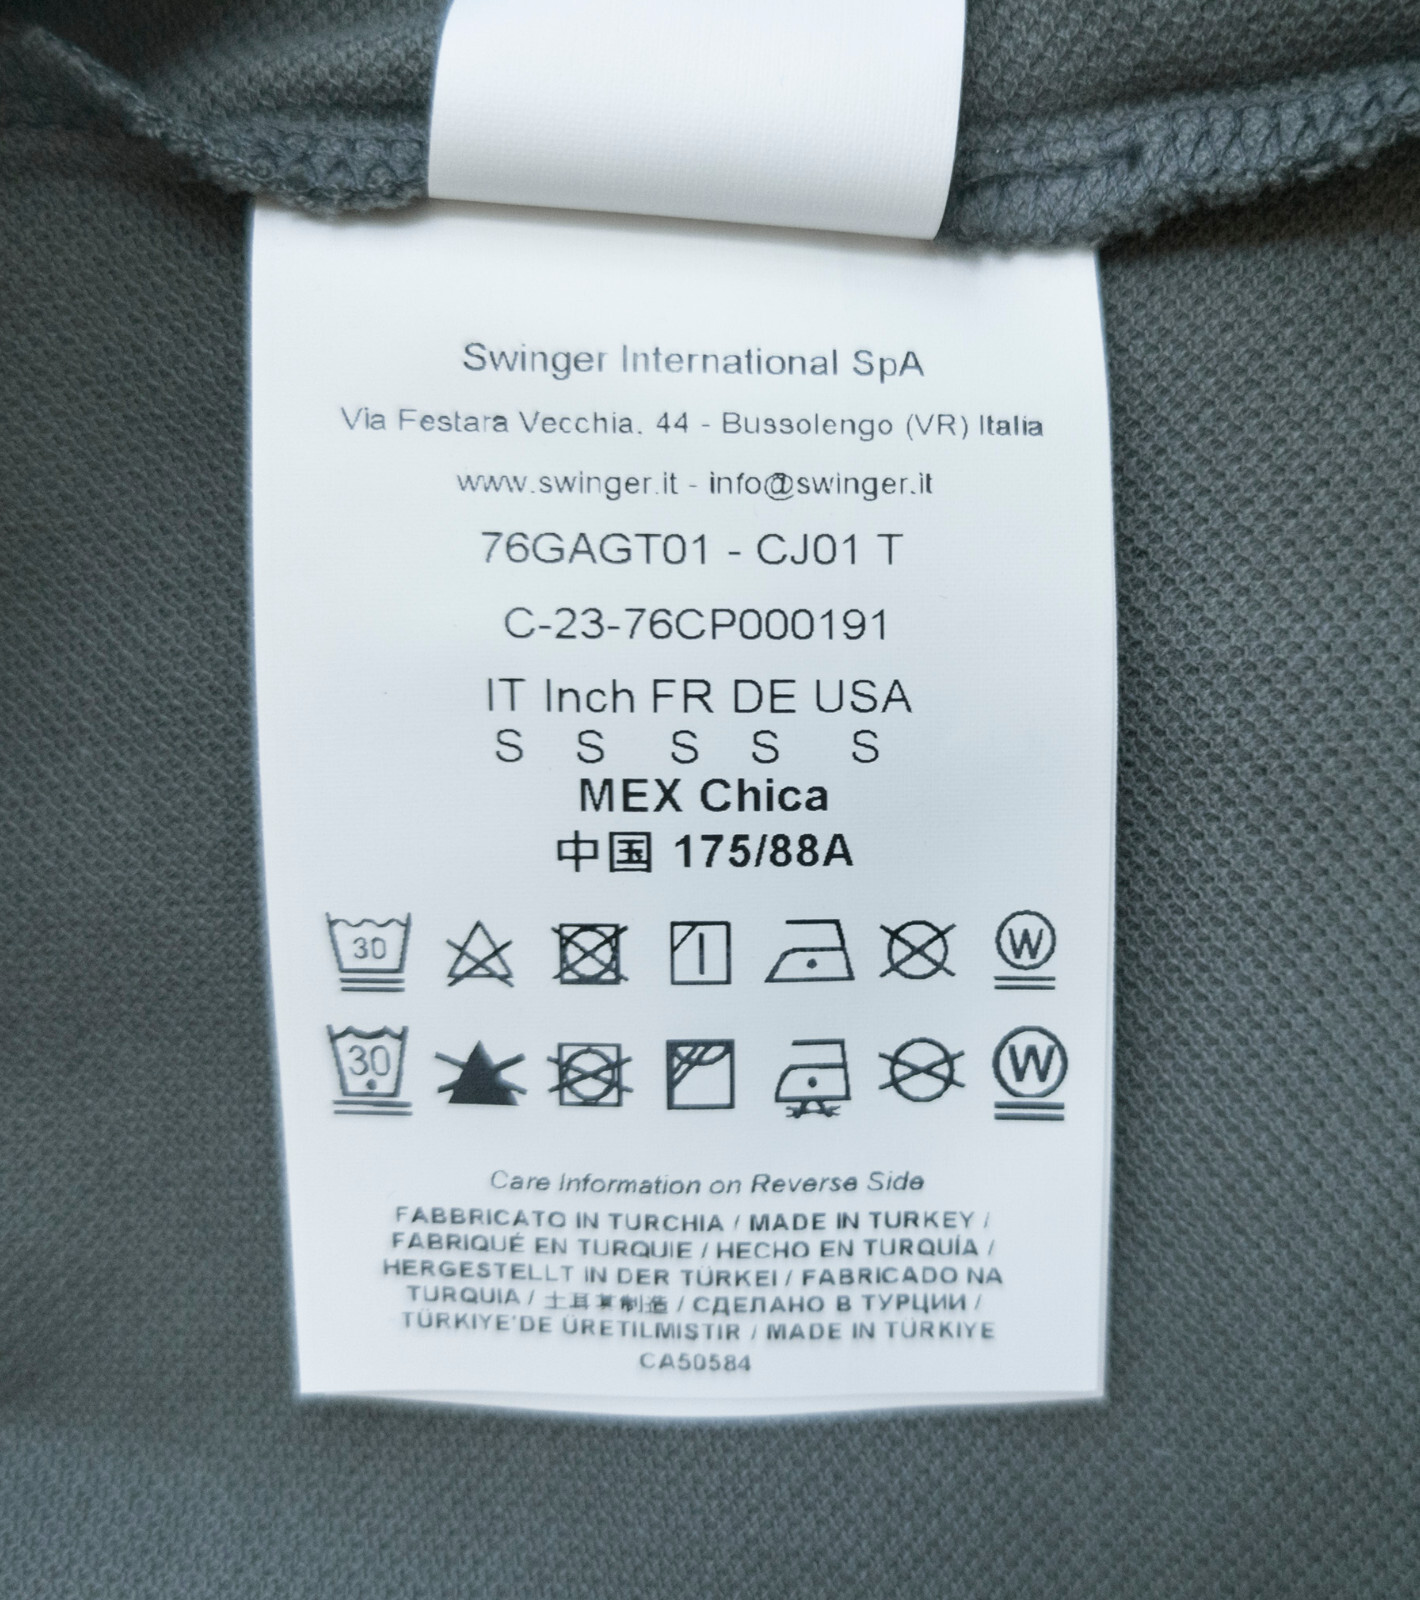 Swinger International SpA
Via Festara Vecchia, 44 - Bussolengo (VR) Italia
www.swinger.it - info@swinger.it
76GAGT01 - CJ01 T
C-23-76CP000191
IT Inch FR DE USA
S S S S S
MEX Chica
中国 175/88A
30 W
30 W
Care Information on Reverse Side
FABBRICATO IN TURCHIA / MADE IN TURKEY /
FABRIQUÉ EN TURQUIE / HECHO EN TURQUÍA /
HERGESTELLT IN DER TÜRKEI / FABRICADO NA
TURQUIA / 土耳其制造 / СДЕЛАНО В ТУРЦИИ /
TÜRKIYE'DE ÜRETILMISTIR / MADE IN TÜRKIYE
CA50584